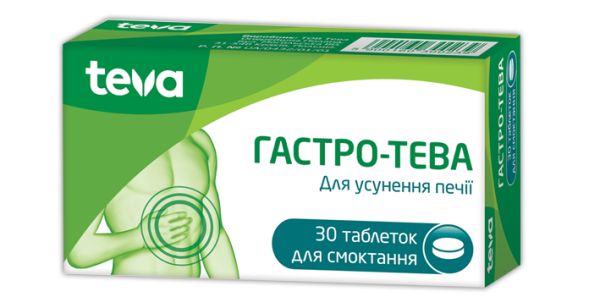 teva
ГАСТРО-ТЕВА
Для усунення печії
30 таблеток
для смоктання
ГАСТРО-ТЕВА
30 таблеток
для смоктання
teva